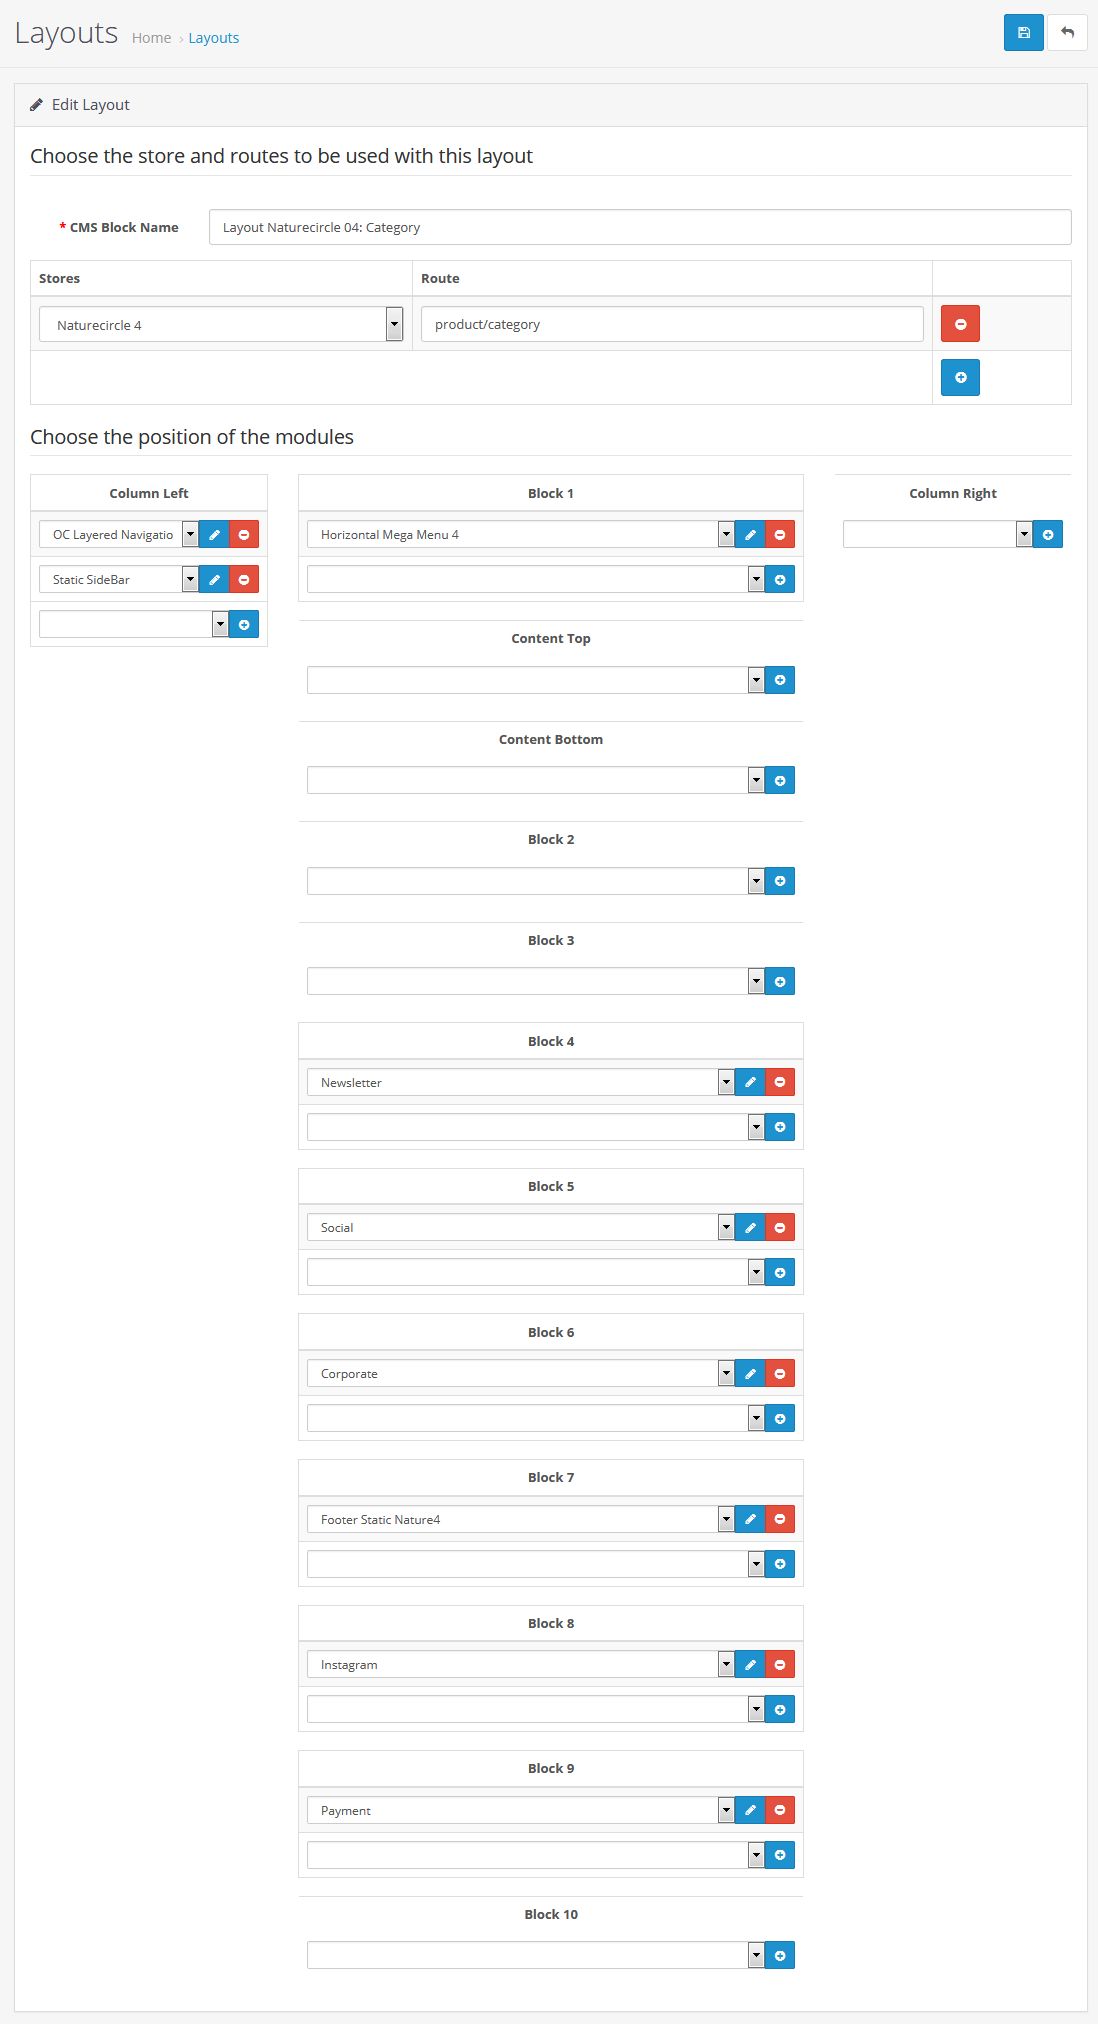 Layouts Home › Layouts
Edit Layout
Choose the store and routes to be used with this layout
* CMS Block Name Layout Naturecircle 04: Category
Stores Route
Naturecircle 4 product/category
Choose the position of the modules
Column Left
OC Layered Navigatio
Static SideBar
Block 1
Horizontal Mega Menu 4
Content Top
Content Bottom
Block 2
Block 3
Block 4
Newsletter
Block 5
Social
Block 6
Corporate
Block 7
Footer Static Nature4
Block 8
Instagram
Block 9
Payment
Block 10
Column Right